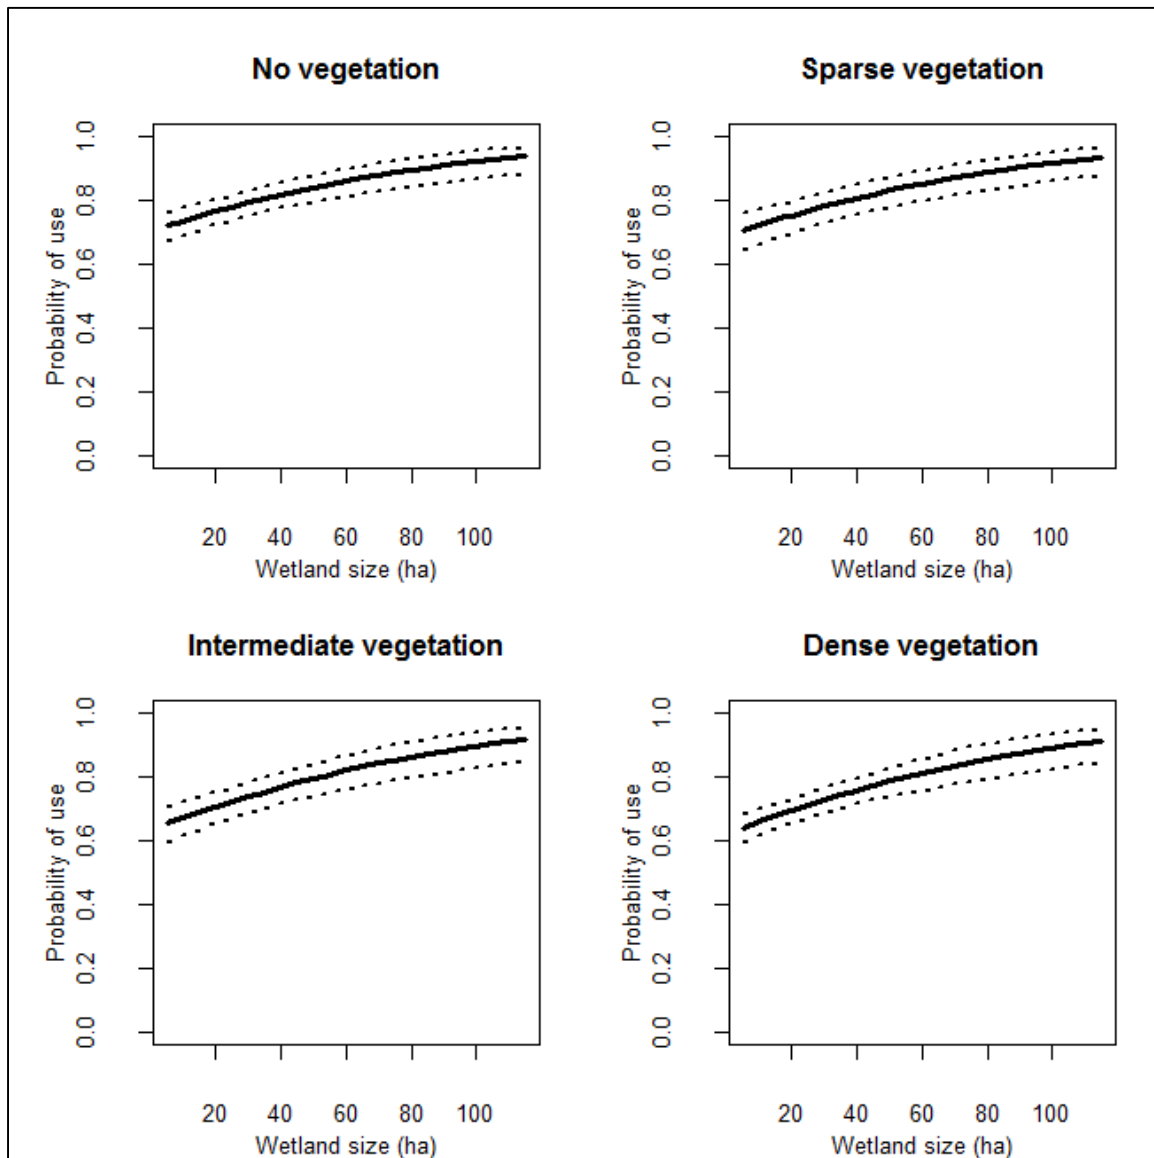 No vegetation
Sparse vegetation
Probability of use
0.0 0.2 0.4 0.6 0.8 1.0
20 40 60 80 100
Wetland size (ha)
Probability of use
0.0 0.2 0.4 0.6 0.8 1.0
20 40 60 80 100
Wetland size (ha)
Intermediate vegetation
Dense vegetation
Probability of use
0.0 0.2 0.4 0.6 0.8 1.0
20 40 60 80 100
Wetland size (ha)
Probability of use
0.0 0.2 0.4 0.6 0.8 1.0
20 40 60 80 100
Wetland size (ha)